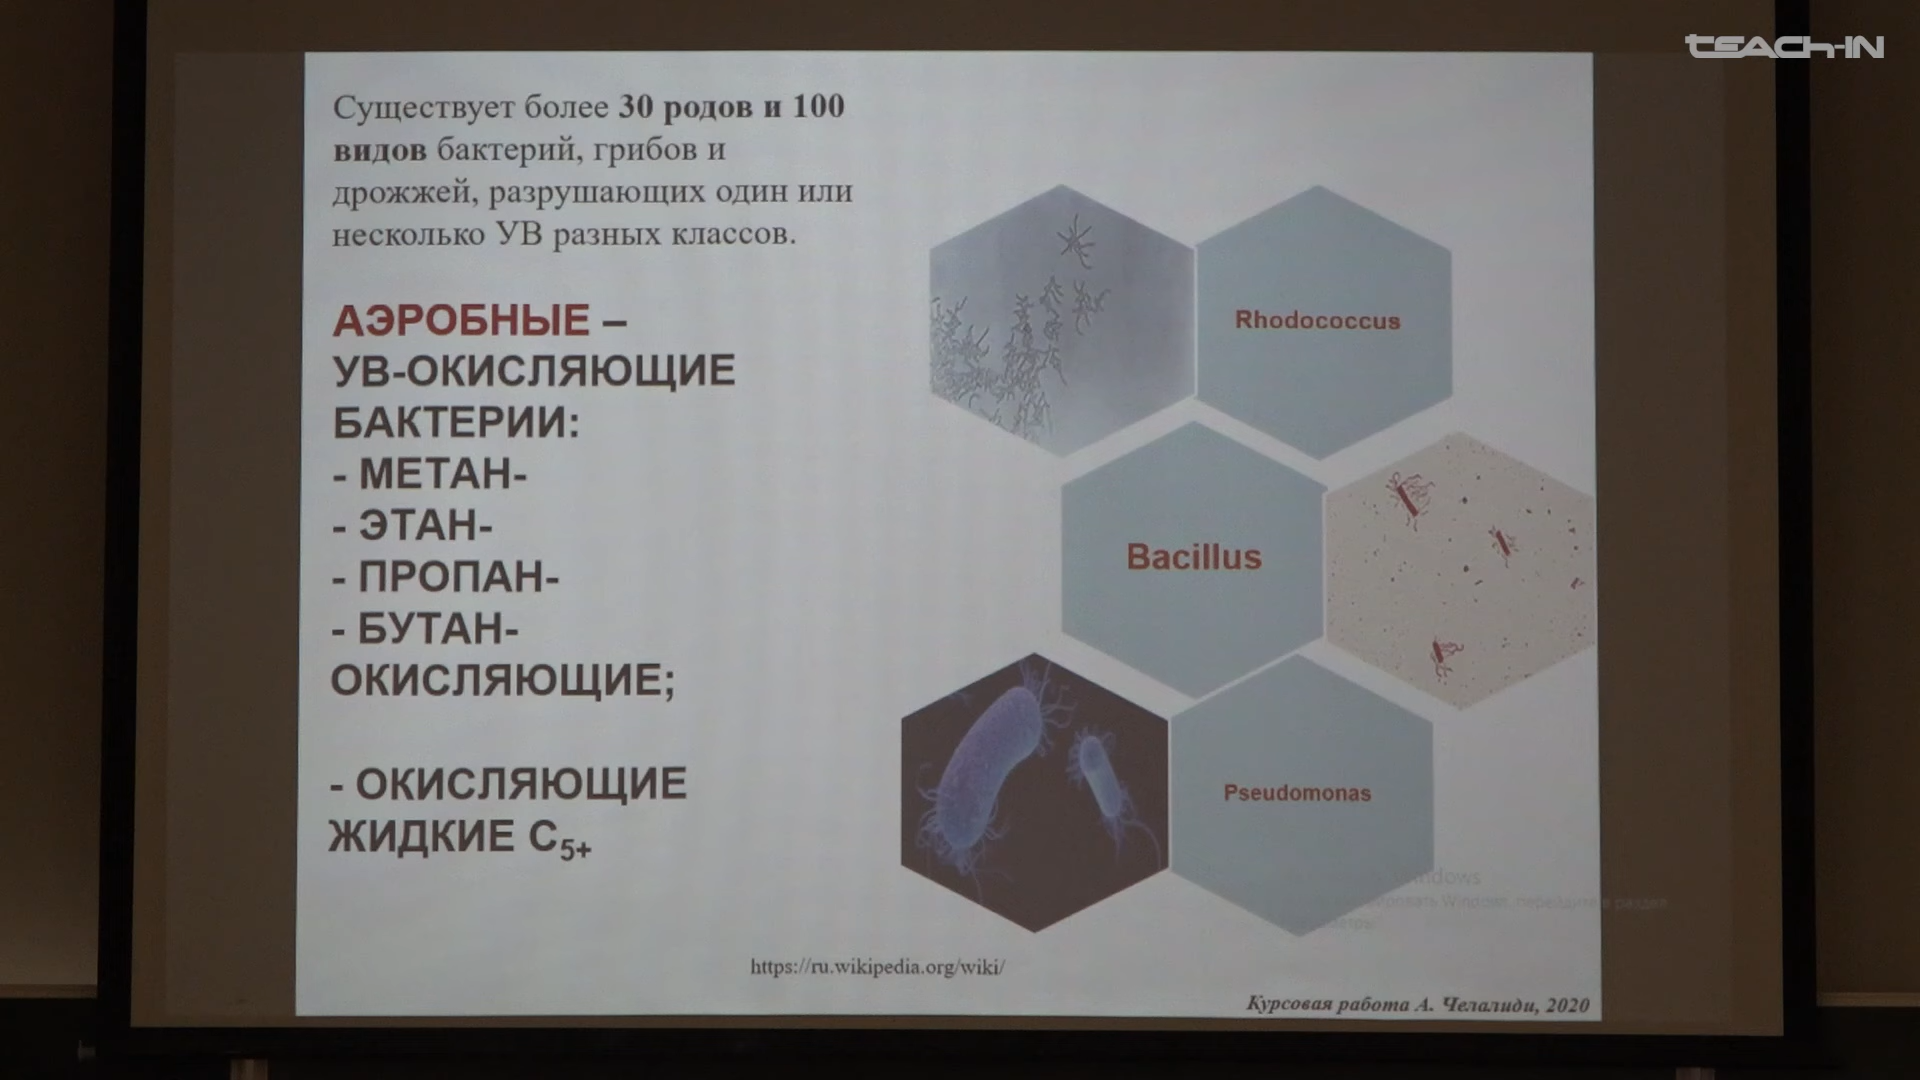 TEACH-IN
Существует более 30 родов и 100
видов бактерий, грибов и
дрожжей, разрушающих один или
несколько УВ разных классов.
АЭРОБНЫЕ –
УВ-ОКИСЛЯЮЩИЕ
БАКТЕРИИ:
- МЕТАН-
- ЭТАН-
- ПРОПАН-
- БУТАН-
ОКИСЛЯЮЩИЕ;
- ОКИСЛЯЮЩИЕ
ЖИДКИЕ С5+
Rhodococcus
Bacillus
Pseudomonas
https://ru.wikipedia.org/wiki/
Курсовая работа А. Челалиди, 2020